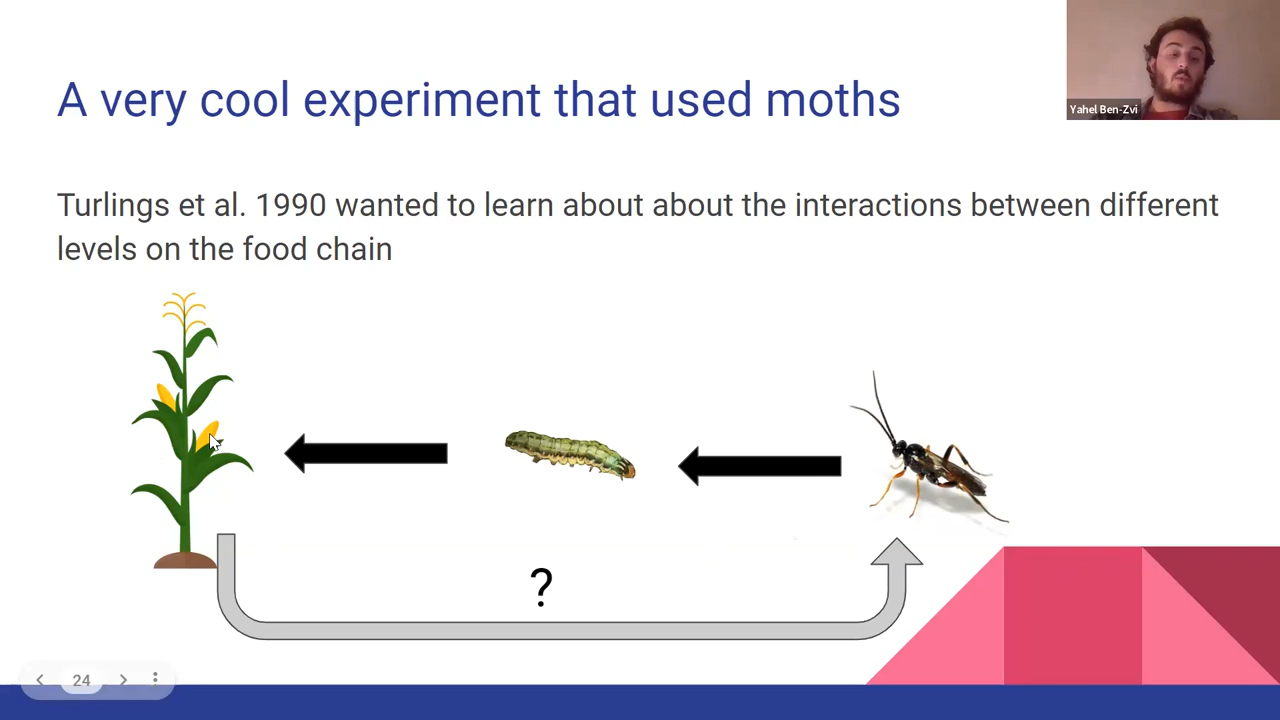 A very cool experiment that used moths
Yahel Ben-Zvi
Turlings et al. 1990 wanted to learn about about the interactions between different
levels on the food chain
?
24